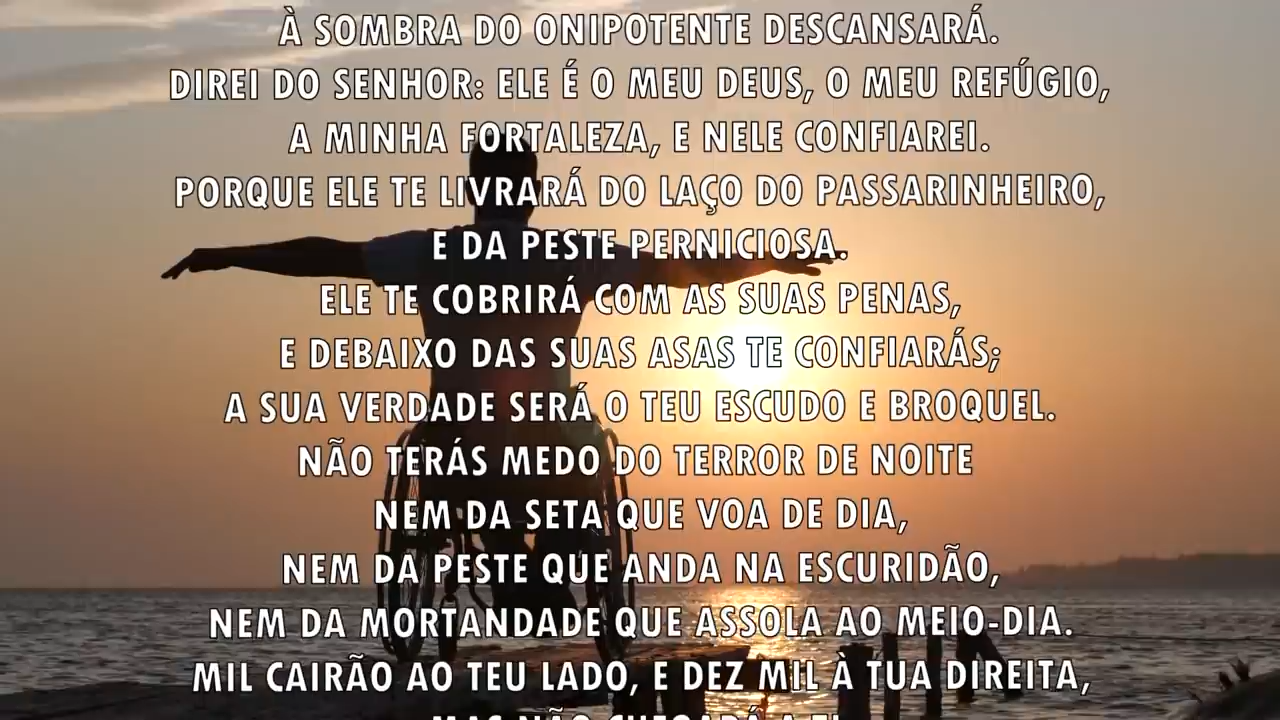 À SOMBRA DO ONIPOTENTE DESCANSARÁ.
DIREI DO SENHOR: ELE É O MEU DEUS, O MEU REFÚGIO,
A MINHA FORTALEZA, E NELE CONFIAREI.
PORQUE ELE TE LIVRARÁ DO LAÇO DO PASSARINHEIRO,
E DA PESTE PERNICIOSA.
ELE TE COBRIRÁ COM AS SUAS PENAS,
E DEBAIXO DAS SUAS ASAS TE CONFIARÁS;
A SUA VERDADE SERÁ O TEU ESCUDO E BROQUEL.
NÃO TERÁS MEDO DO TERROR DE NOITE
NEM DA SETA QUE VOA DE DIA,
NEM DA PESTE QUE ANDA NA ESCURIDÃO,
NEM DA MORTANDADE QUE ASSOLA AO MEIO-DIA.
MIL CAIRÃO AO TEU LADO, E DEZ MIL À TUA DIREITA,